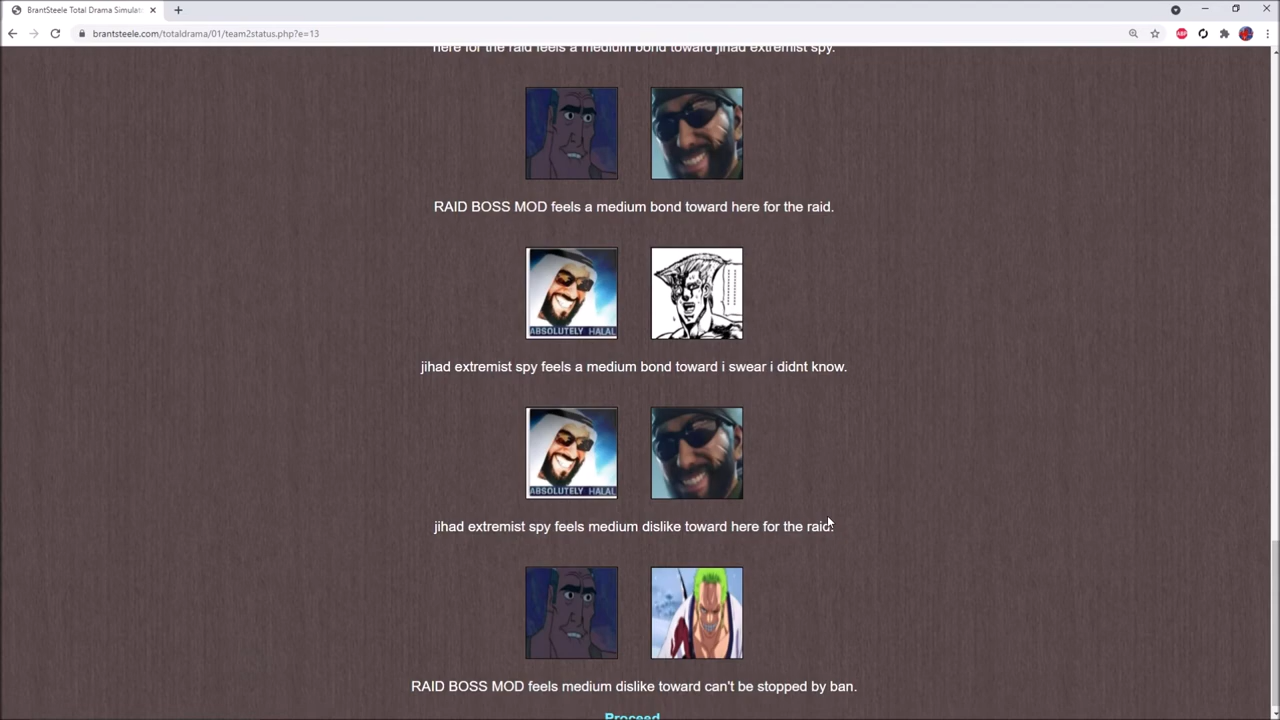 BrantSteele Total Drama Simulat
brantsteele.com/totaldrama/01/team2status.php?e=13
ABP
here for the raid feels a medium bond toward jihad extremist spy.
RAID BOSS MOD feels a medium bond toward here for the raid.
ABSOLUTELY HALAL
jihad extremist spy feels a medium bond toward i swear i didnt know.
ABSOLUTELY HALAL
jihad extremist spy feels medium dislike toward here for the raid.
RAID BOSS MOD feels medium dislike toward can't be stopped by ban.
Proceed